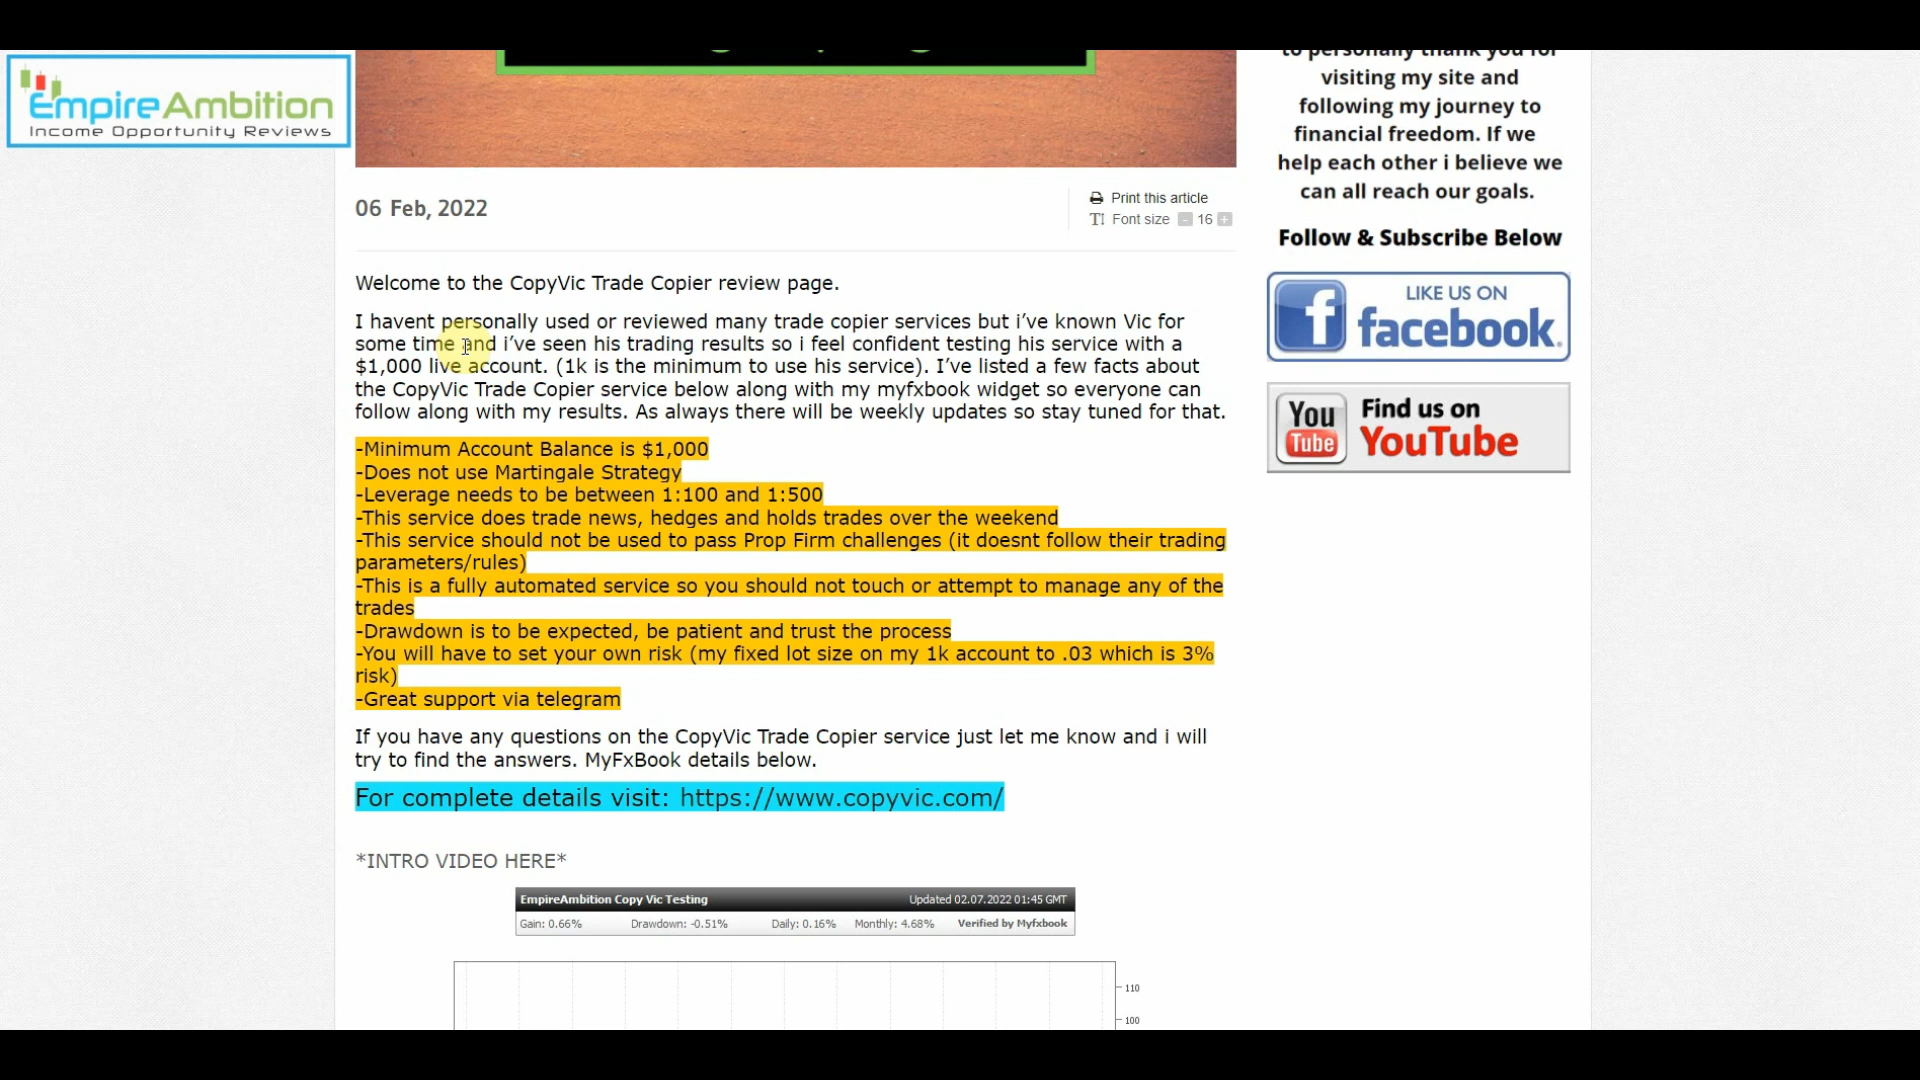 EmpireAmbition
Income Opportunity Reviews
to personally thank you for
visiting my site and
following my journey to
financial freedom. If we
help each other i believe we
can all reach our goals.
Follow & Subscribe Below
LIKE US ON
facebook.
You
Tube
Find us on
YouTube
06 Feb, 2022
Print this article
Font size - 16 +
Welcome to the CopyVic Trade Copier review page.
I havent personally used or reviewed many trade copier services but i've known Vic for
some time and i've seen his trading results so i feel confident testing his service with a
$1,000 live account. (1k is the minimum to use his service). I've listed a few facts about
the CopyVic Trade Copier service below along with my myfxbook widget so everyone can
follow along with my results. As always there will be weekly updates so stay tuned for that.
-Minimum Account Balance is $1,000
-Does not use Martingale Strategy
-Leverage needs to be between 1:100 and 1:500
-This service does trade news, hedges and holds trades over the weekend
-This service should not be used to pass Prop Firm challenges (it doesnt follow their trading
parameters/rules)
-This is a fully automated service so you should not touch or attempt to manage any of the
trades
-Drawdown is to be expected, be patient and trust the process
-You will have to set your own risk (my fixed lot size on my 1k account to .03 which is 3%
risk)
-Great support via telegram
If you have any questions on the CopyVic Trade Copier service just let me know and i will
try to find the answers. MyFxBook details below.
For complete details visit: https://www.copyvic.com/
*INTRO VIDEO HERE*
EmpireAmbition Copy Vic Testing Updated 02.07.2022 01:45 GMT
Gain: 0.66% Drawdown: -0.51% Daily: 0.16% Monthly: 4.68% Verified by Myfxbook
110
100